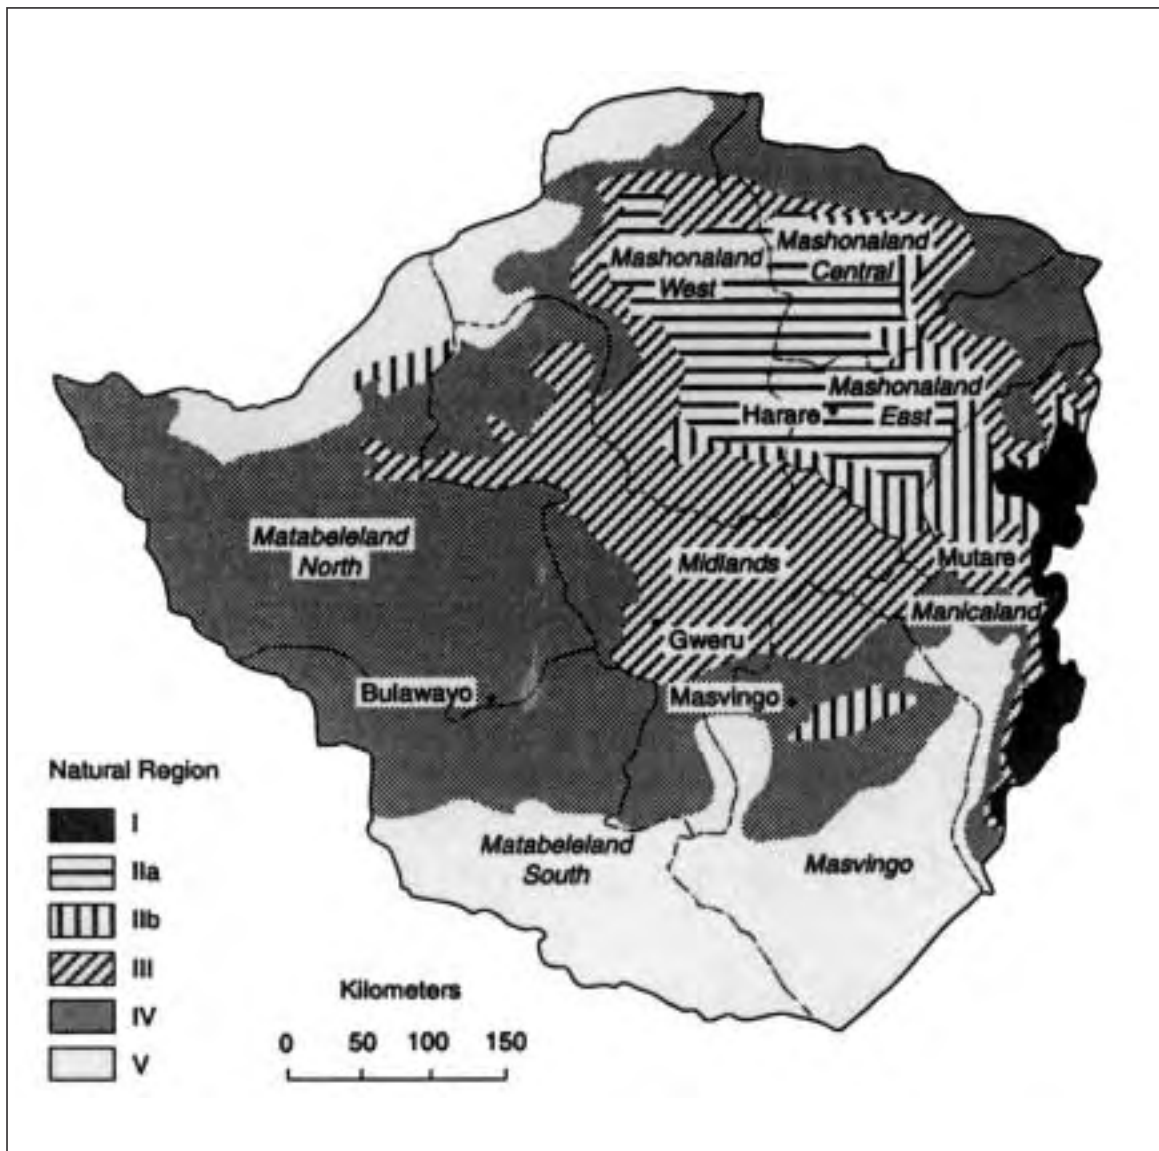 Mashonaland
West
Mashonaland
Central
Mashonaland
East
Harare
Matabeleland
North
Midlands
Mutare
Manicaland
Gweru
Bulawayo
Masvingo
Matabeleland
South
Masvingo
Natural Region
I
IIa
IIb
III
IV
V
Kilometers
0 50 100 150